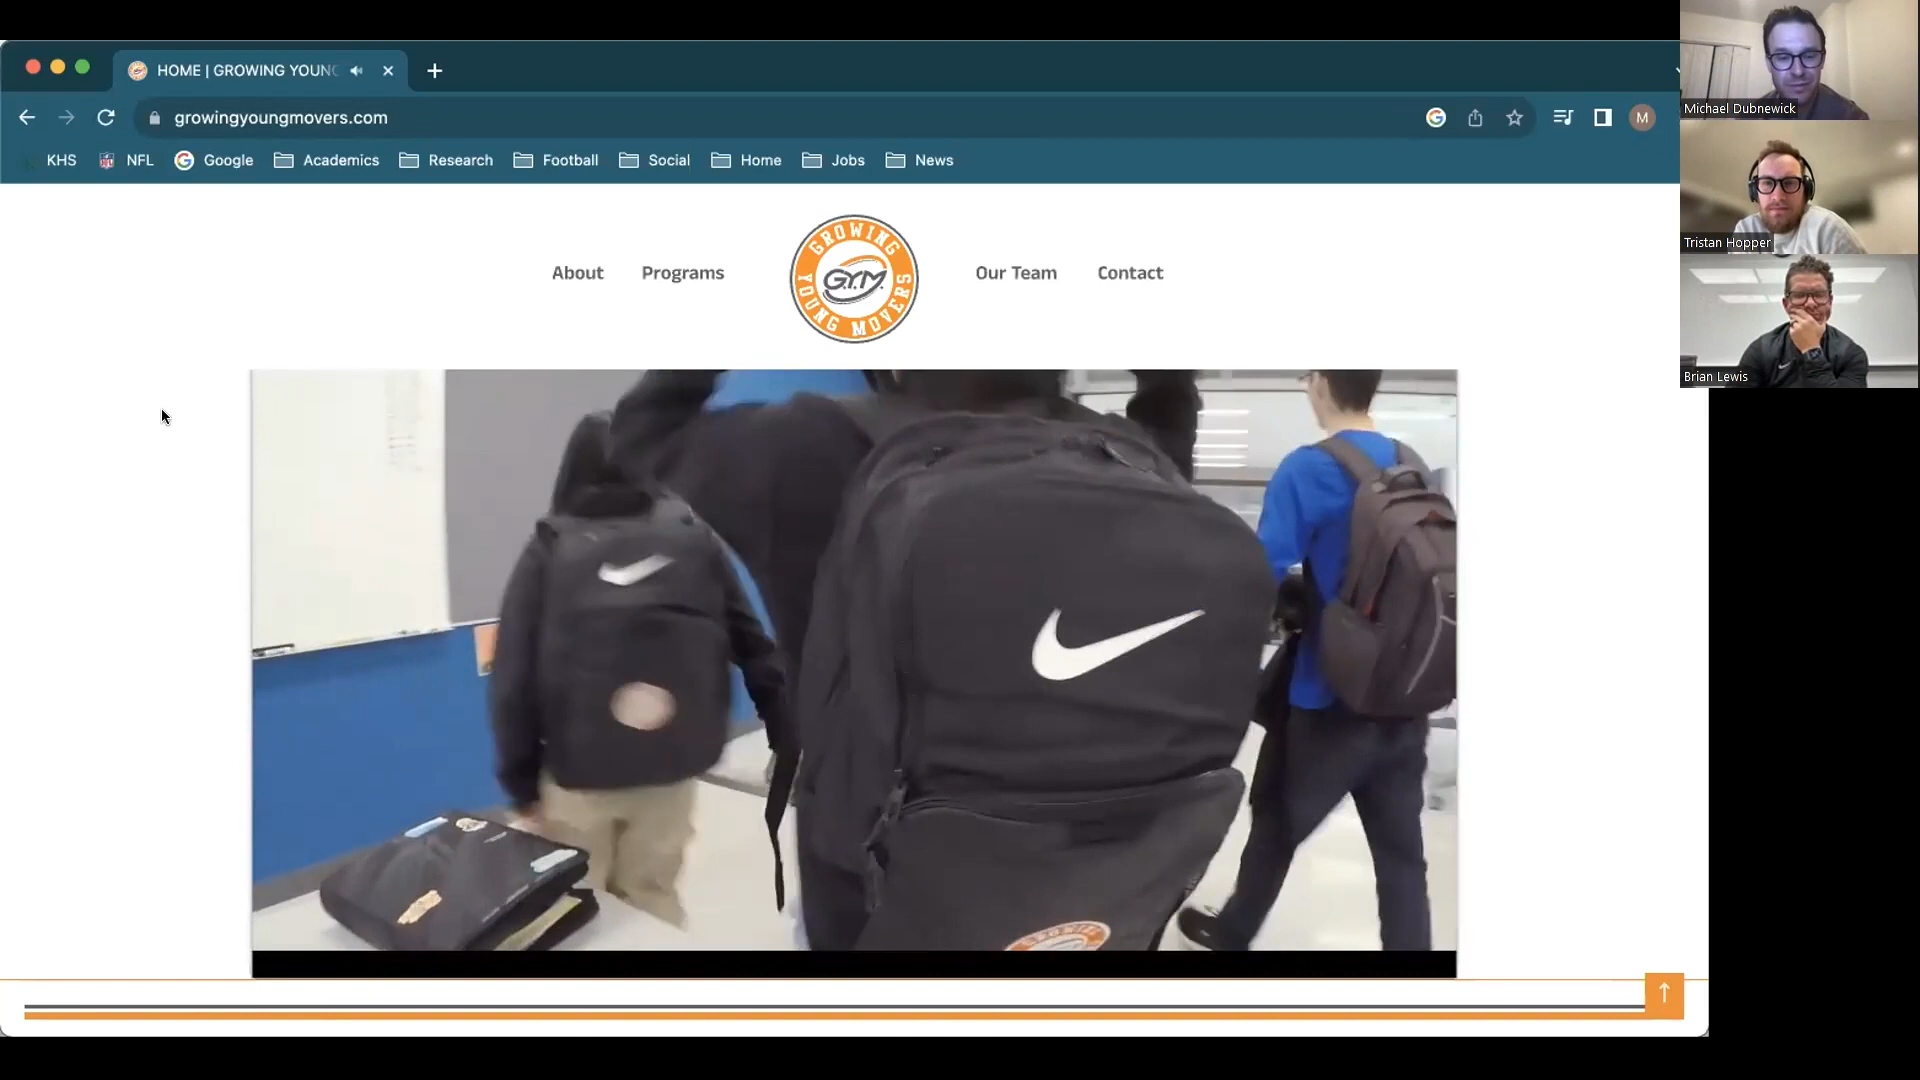 HOME | GROWING YOUNG
growingyoungmovers.com
M
KHS
NFL
Google
Academics
Research
Football
Social
Home
Jobs
News
About
Programs
GROWING
G.Y.M.
YOUNG MOVERS
Our Team
Contact
GROWING
Michael Dubnewick
Tristan Hopper
Brian Lewis